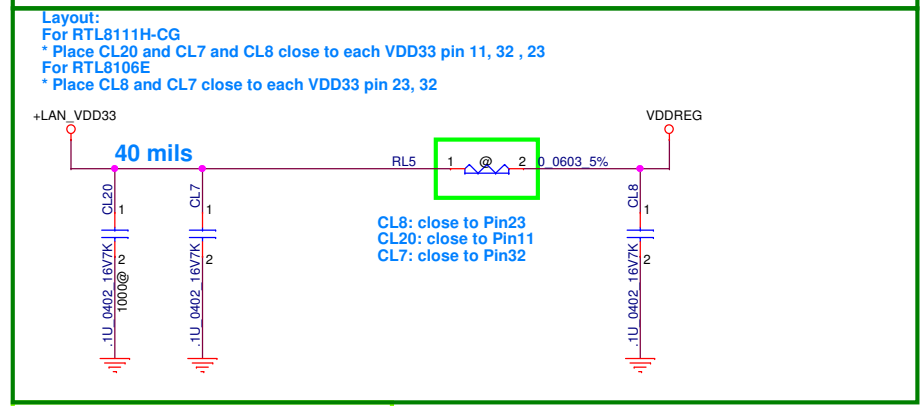 Layout:
For RTL8111H-CG
* Place CL20 and CL7 and CL8 close to each VDD33 pin 11, 32 , 23
For RTL8106E
* Place CL8 and CL7 close to each VDD33 pin 23, 32
+LAN_VDD33
VDDREG
40 mils
RL5
1
@
2
0_0603_5%
CL20
1
2
.1U_0402_16V7K
1000@
CL7
1
2
.1U_0402_16V7K
CL8: close to Pin23
CL20: close to Pin11
CL7: close to Pin32
CL8
1
2
.1U_0402_16V7K